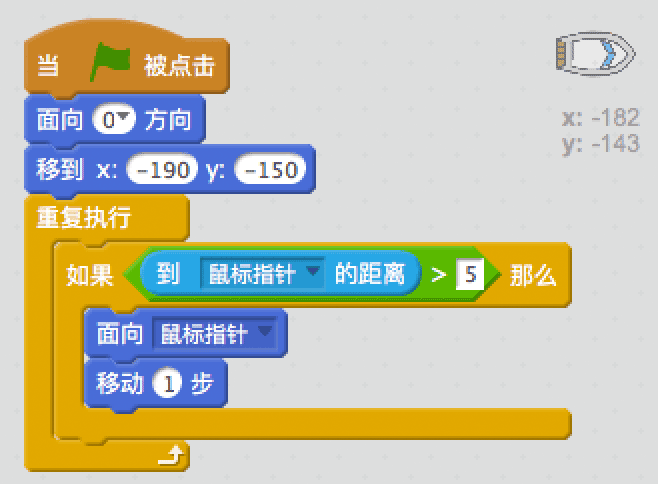 当 被点击
面向 0 方向
移到 x: -190 y: -150
重复执行
如果 到 鼠标指针 的距离 > 5 那么
面向 鼠标指针
移动 1 步
x: -182
y: -143